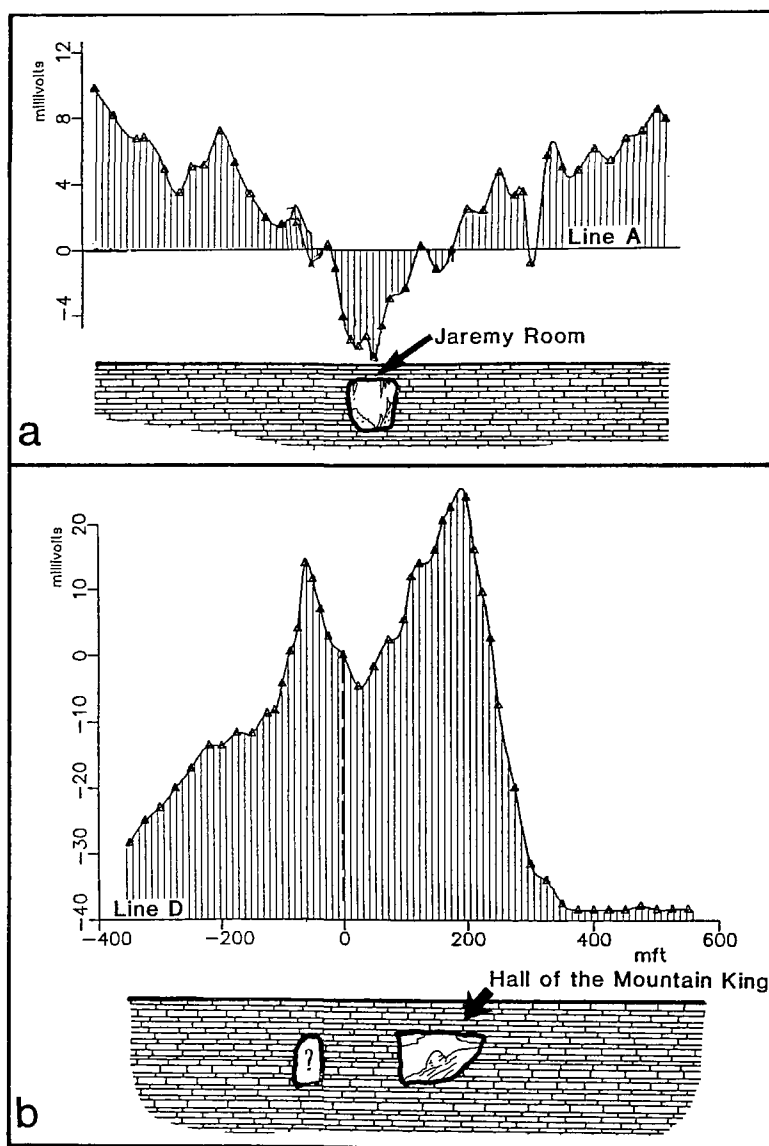 millivolts
12
8
4
0
-4
Line A
Jaremy Room
a
millivolts
20
10
0
-10
-20
-30
-40
Line D
-400 -200 0 200 400 600
mft
Hall of the Mountain King
?
b